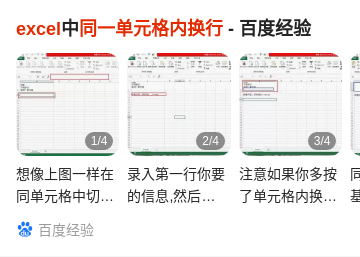 excel中同一单元格内换行 - 百度经验
1/4
2/4
3/4
想像上图一样在
同单元格中切…
录入第一行你要
的信息,然后…
注意如果你多按
了单元格内换…
同
基
百度经验